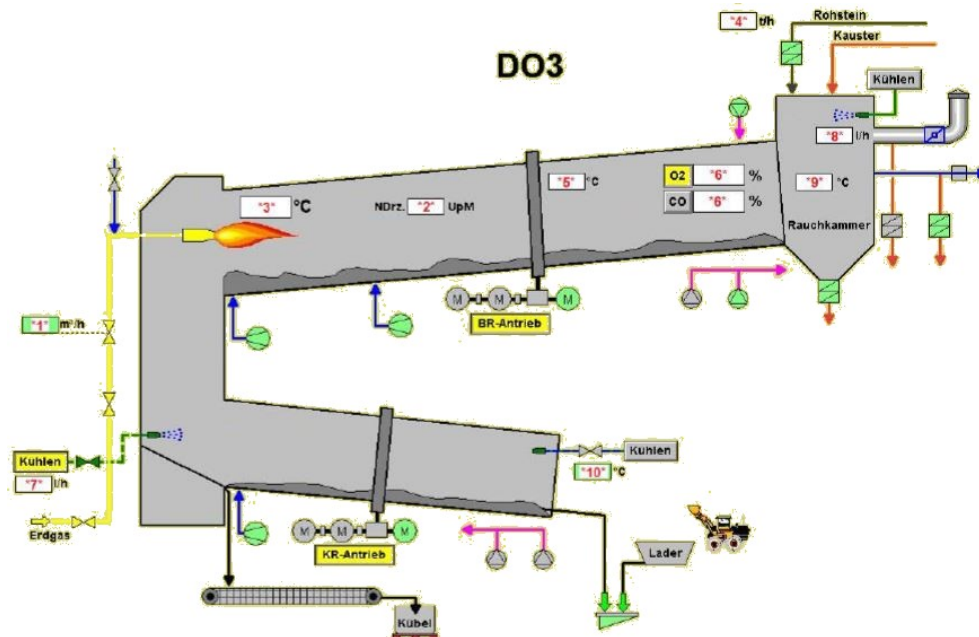 *4* t/h
Rohstein
Kauster
DO3
Kühlen
*8* l/h
*5* °C
O2 *6* %
*3* °C
NDrz. *2* UpM
CO *6* %
*9* °C
Rauchkammer
M M M
*1* m³/h
BR-Antrieb
Kühlen
*7* l/h
Kühlen
*10* °C
Erdgas
M M M
KR-Antrieb
Lader
Kübel